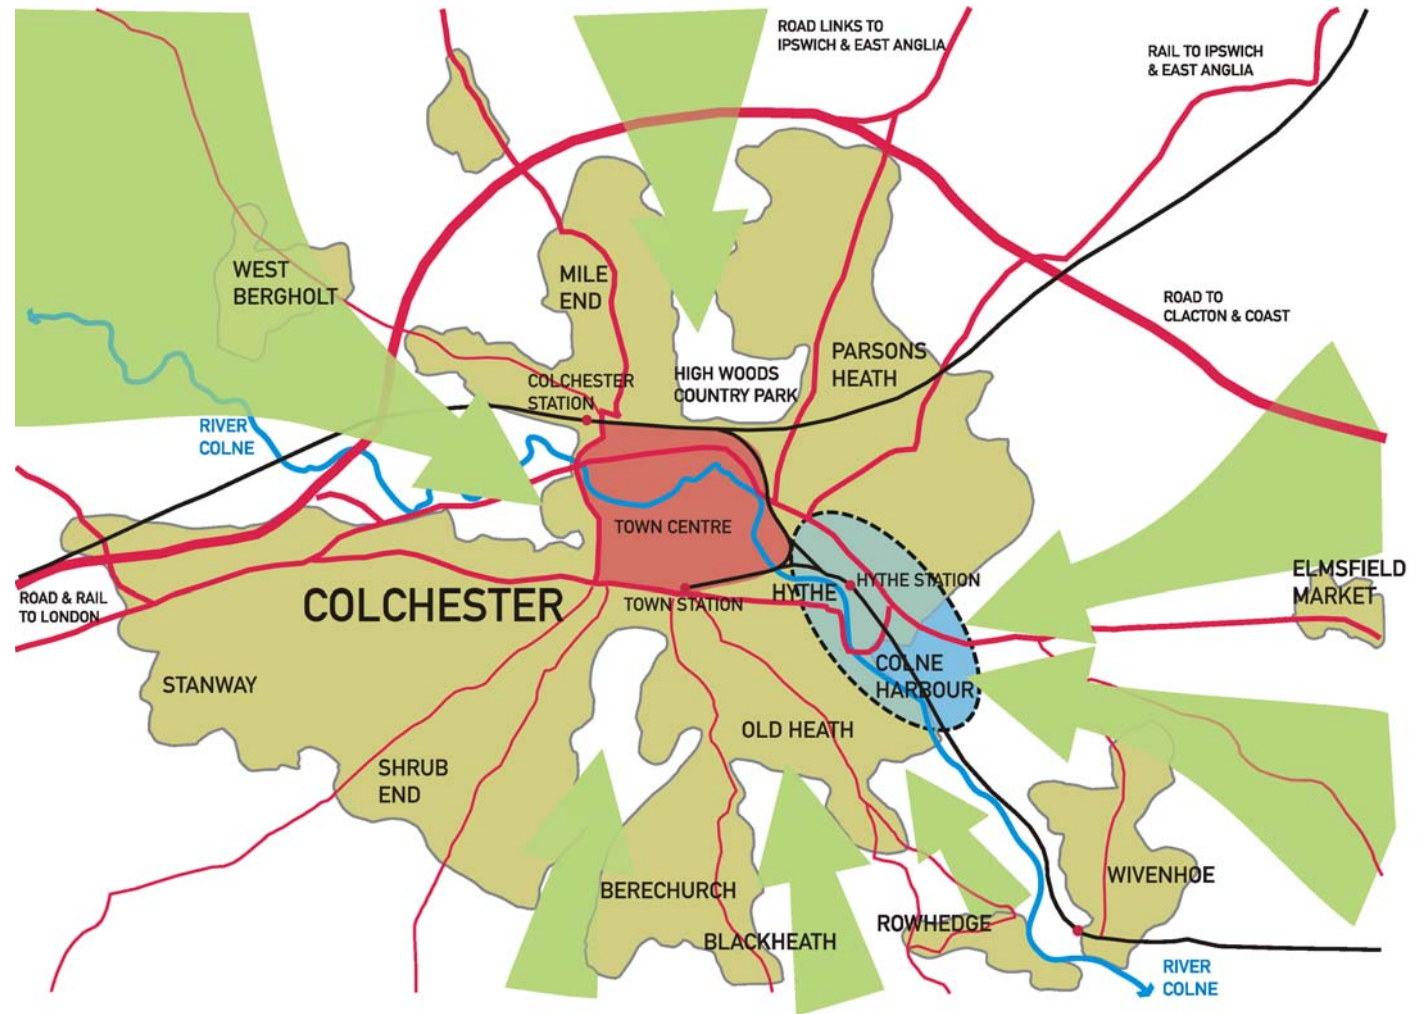 ROAD LINKS TO
IPSWICH & EAST ANGLIA
RAIL TO IPSWICH
& EAST ANGLIA
WEST
BERGHOLT
MILE
END
ROAD TO
CLACTON & COAST
PARSONS
HEATH
HIGH WOODS
COUNTRY PARK
COLCHESTER
STATION
RIVER
COLNE
TOWN CENTRE
ELMSFIELD
MARKET
HYTHE STATION
HYTHE
ROAD & RAIL
TO LONDON
COLCHESTER
TOWN STATION
COLNE
HARBOUR
STANWAY
OLD HEATH
SHRUB
END
WIVENHOE
BERECHURCH
ROWHEDGE
BLACKHEATH
RIVER
COLNE